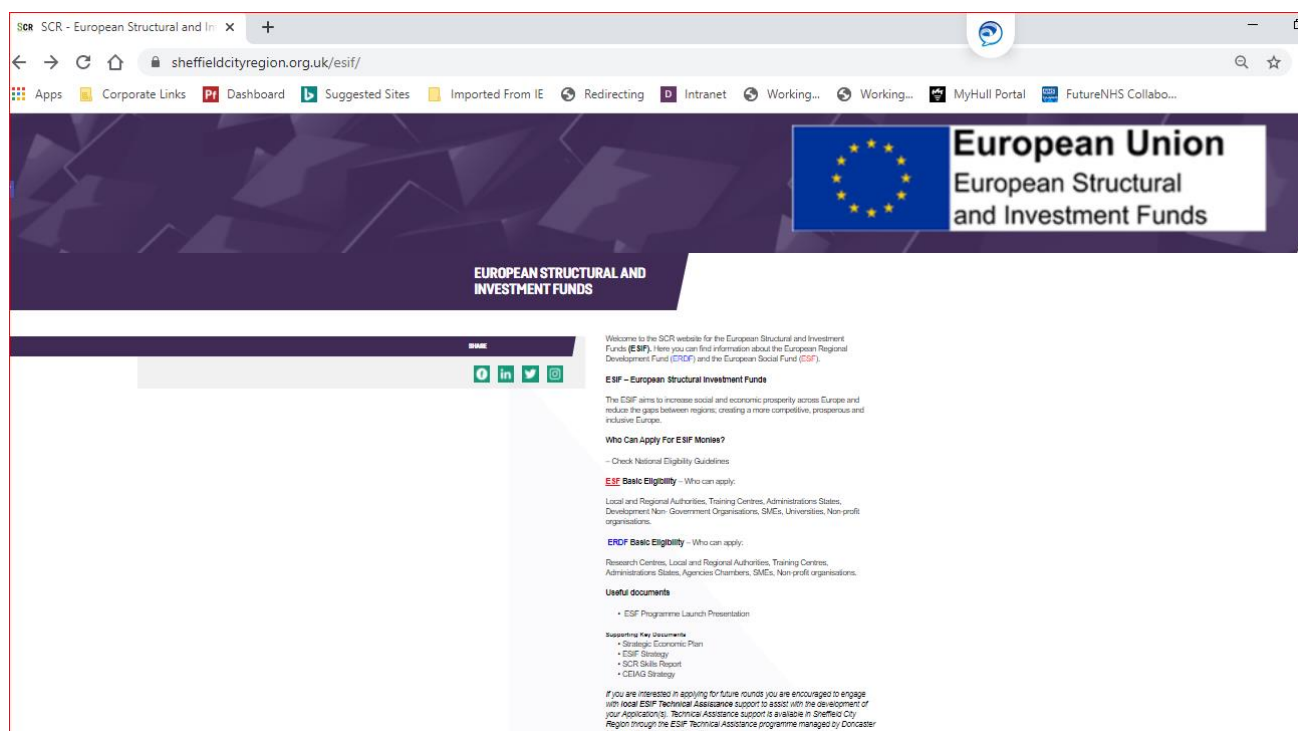 SCR SCR - European Structural and In
sheffieldcityregion.org.uk/esif/
Apps Corporate Links Pf Dashboard Suggested Sites Imported From IE Redirecting D Intranet Working... Working... MyHull Portal FutureNHS Collabo...
European Union
European Structural
and Investment Funds
EUROPEAN STRUCTURAL AND
INVESTMENT FUNDS
SHARE
Welcome to the SCR website for the European Structural and Investment
Funds (ESIF). Here you can find information about the European Regional
Development Fund (ERDF) and the European Social Fund (ESF).
ESIF – European Structural Investment Funds
The ESIF aims to increase social and economic prosperity across Europe and
reduce the gaps between regions; creating a more competitive, prosperous and
inclusive Europe.
Who Can Apply For ESIF Monies?
– Check National Eligibility Guidelines
ESF Basic Eligibility – Who can apply:
Local and Regional Authorities, Training Centres, Administrations States,
Development Non- Government Organisations, SMEs, Universities, Non-profit
organisations.
ERDF Basic Eligibility – Who can apply:
Research Centres, Local and Regional Authorities, Training Centres,
Administrations States, Agencies Chambers, SMEs, Non-profit organisations.
Useful documents
• ESF Programme Launch Presentation
Supporting Key Documents
• Strategic Economic Plan
• ESIF Strategy
• SCR Skills Report
• CEIAG Strategy
If you are interested in applying for future rounds you are encouraged to engage
with local ESIF Technical Assistance support to assist with the development of
your Application(s). Technical Assistance support is available in Sheffield City
Region through the ESIF Technical Assistance programme managed by Doncaster